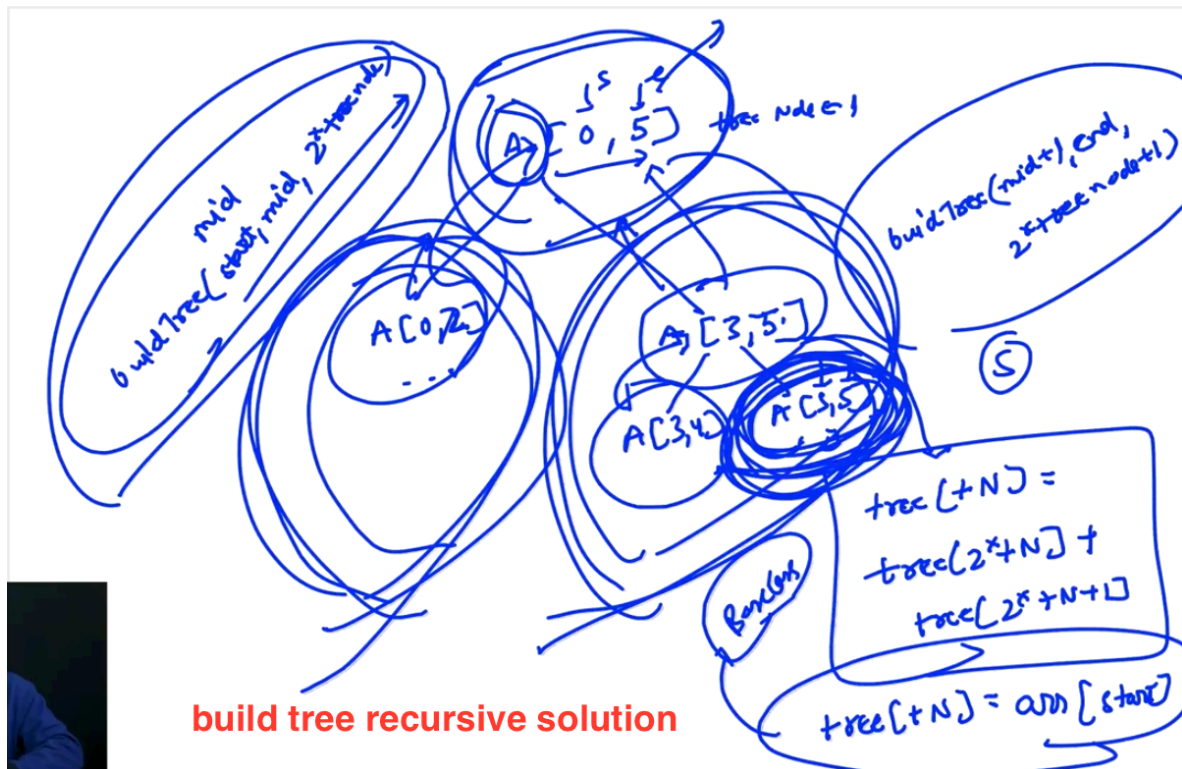 s e
A, [0, 5] tree Node = 1
mid
buildTree(start, mid, 2*treenode)
buildTree(mid+1, end,
2*treenode+1)
A[0,2]
...
A, [3,5]
5
A[3,4]
A[5,5]
tree[tN] =
tree[2*tN] +
tree[2*tN+1]
Base Case
tree[tN] = arr[start]
build tree recursive solution